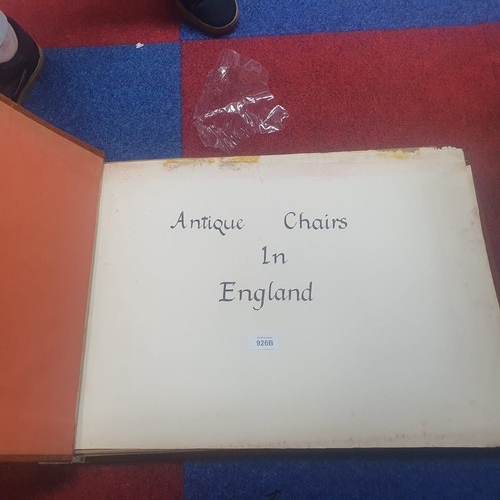 Antique Chairs
In
England
926B